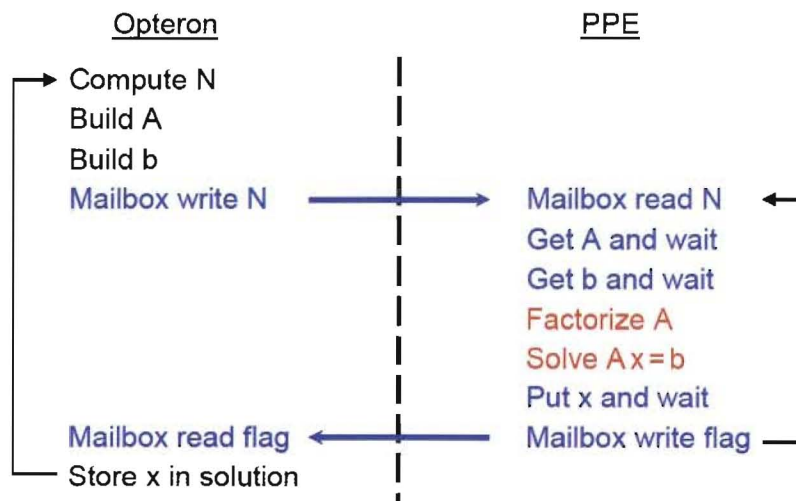 Opteron
PPE
Compute N
Build A
Build b
Mailbox write N
Mailbox read N
Get A and wait
Get b and wait
Factorize A
Solve A x = b
Put x and wait
Mailbox read flag
Mailbox write flag
Store x in solution